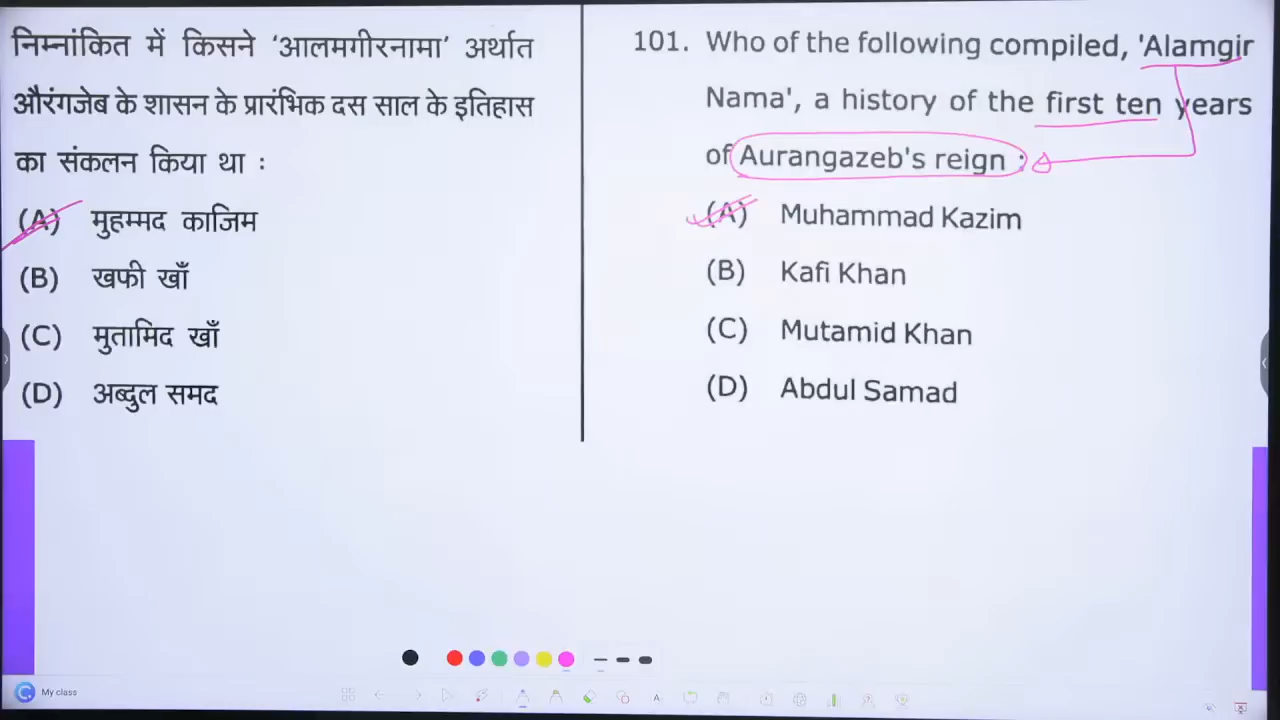 निम्नांकित में किसने ‘आलमगीरनामा’ अर्थात
औरंगजेब के शासन के प्रारंभिक दस साल के इतिहास
का संकलन किया था :
(A) मुहम्मद काजिम
(B) खफी खाँ
(C) मुतामिद खाँ
(D) अब्दुल समद
101. Who of the following compiled, 'Alamgir
Nama', a history of the first ten years
of Aurangazeb's reign :
(A) Muhammad Kazim
(B) Kafi Khan
(C) Mutamid Khan
(D) Abdul Samad
My class